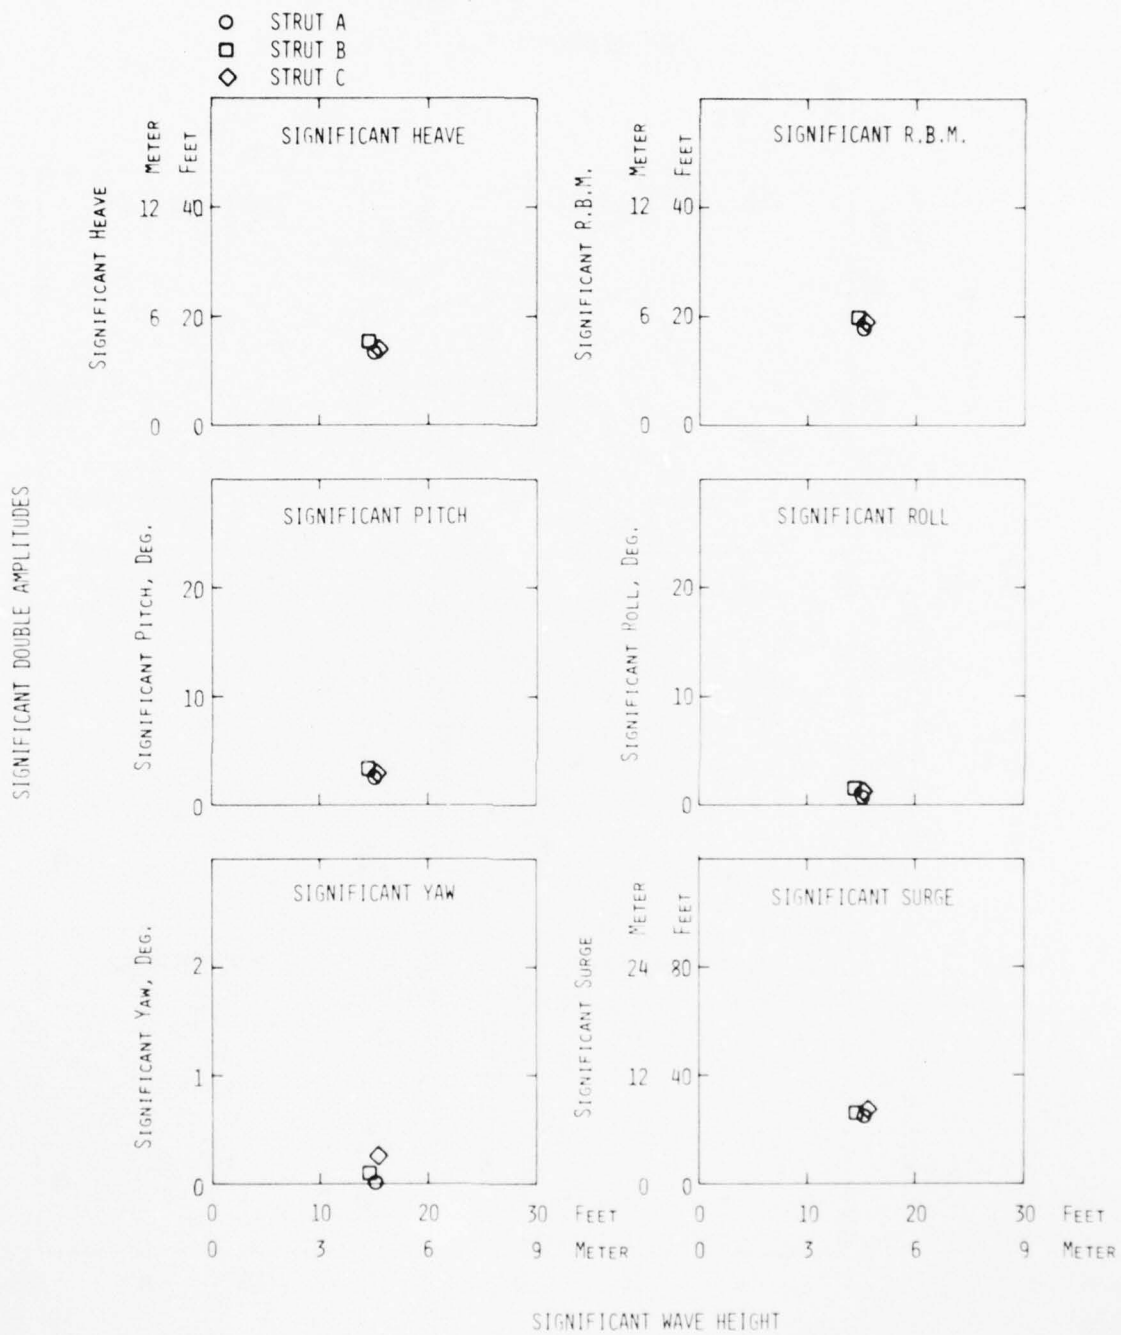 STRUT A
STRUT B
STRUT C
SIGNIFICANT DOUBLE AMPLITUDES
SIGNIFICANT HEAVE
METER
FEET
SIGNIFICANT HEAVE
12 40
6 20
0 0
SIGNIFICANT R.B.M.
METER
FEET
SIGNIFICANT R.B.M.
12 40
6 20
0 0
SIGNIFICANT PITCH, DEG.
SIGNIFICANT PITCH
20
10
0
SIGNIFICANT ROLL, DEG.
SIGNIFICANT ROLL
20
10
0
SIGNIFICANT YAW, DEG.
SIGNIFICANT YAW
2
1
0
0 10 20 30 FEET
0 3 6 9 METER
SIGNIFICANT SURGE
METER
FEET
SIGNIFICANT SURGE
24 80
12 40
0 0
0 10 20 30 FEET
0 3 6 9 METER
SIGNIFICANT WAVE HEIGHT